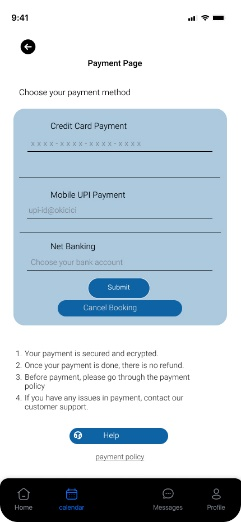 9:41
Payment Page
Choose your payment method
Credit Card Payment
xxxx-xxxx-xxxx-xxxx
Mobile UPI Payment
upi-id@okicici
Net Banking
Choose your bank account
Submit
Cancel Booking
1. Your payment is secured and ecrypted.
2. Once your payment is done, there is no refund.
3. Before payment, please go through the payment
policy
4. If you have any issues in payment, contact our
customer support.
Help
payment policy
Home calendar Messages Profile